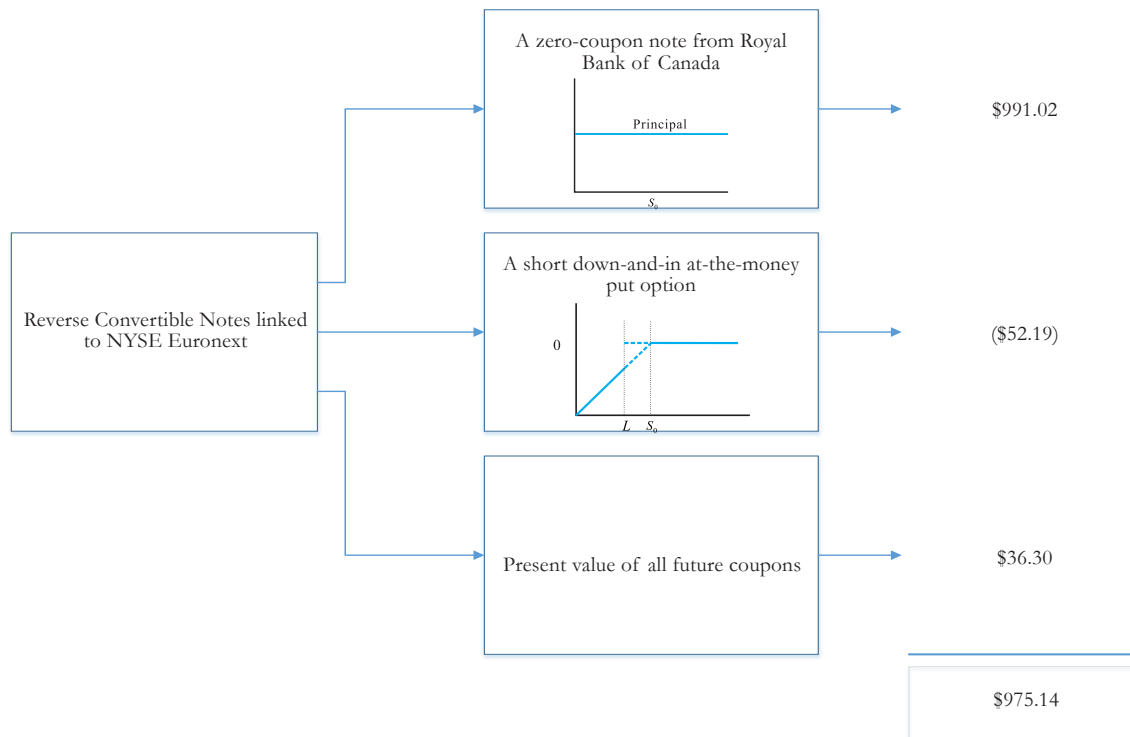 A zero-coupon note from Royal
Bank of Canada
Principal
S₀
$991.02
Reverse Convertible Notes linked
to NYSE Euronext
A short down-and-in at-the-money
put option
0
L S₀
($52.19)
Present value of all future coupons
$36.30
$975.14